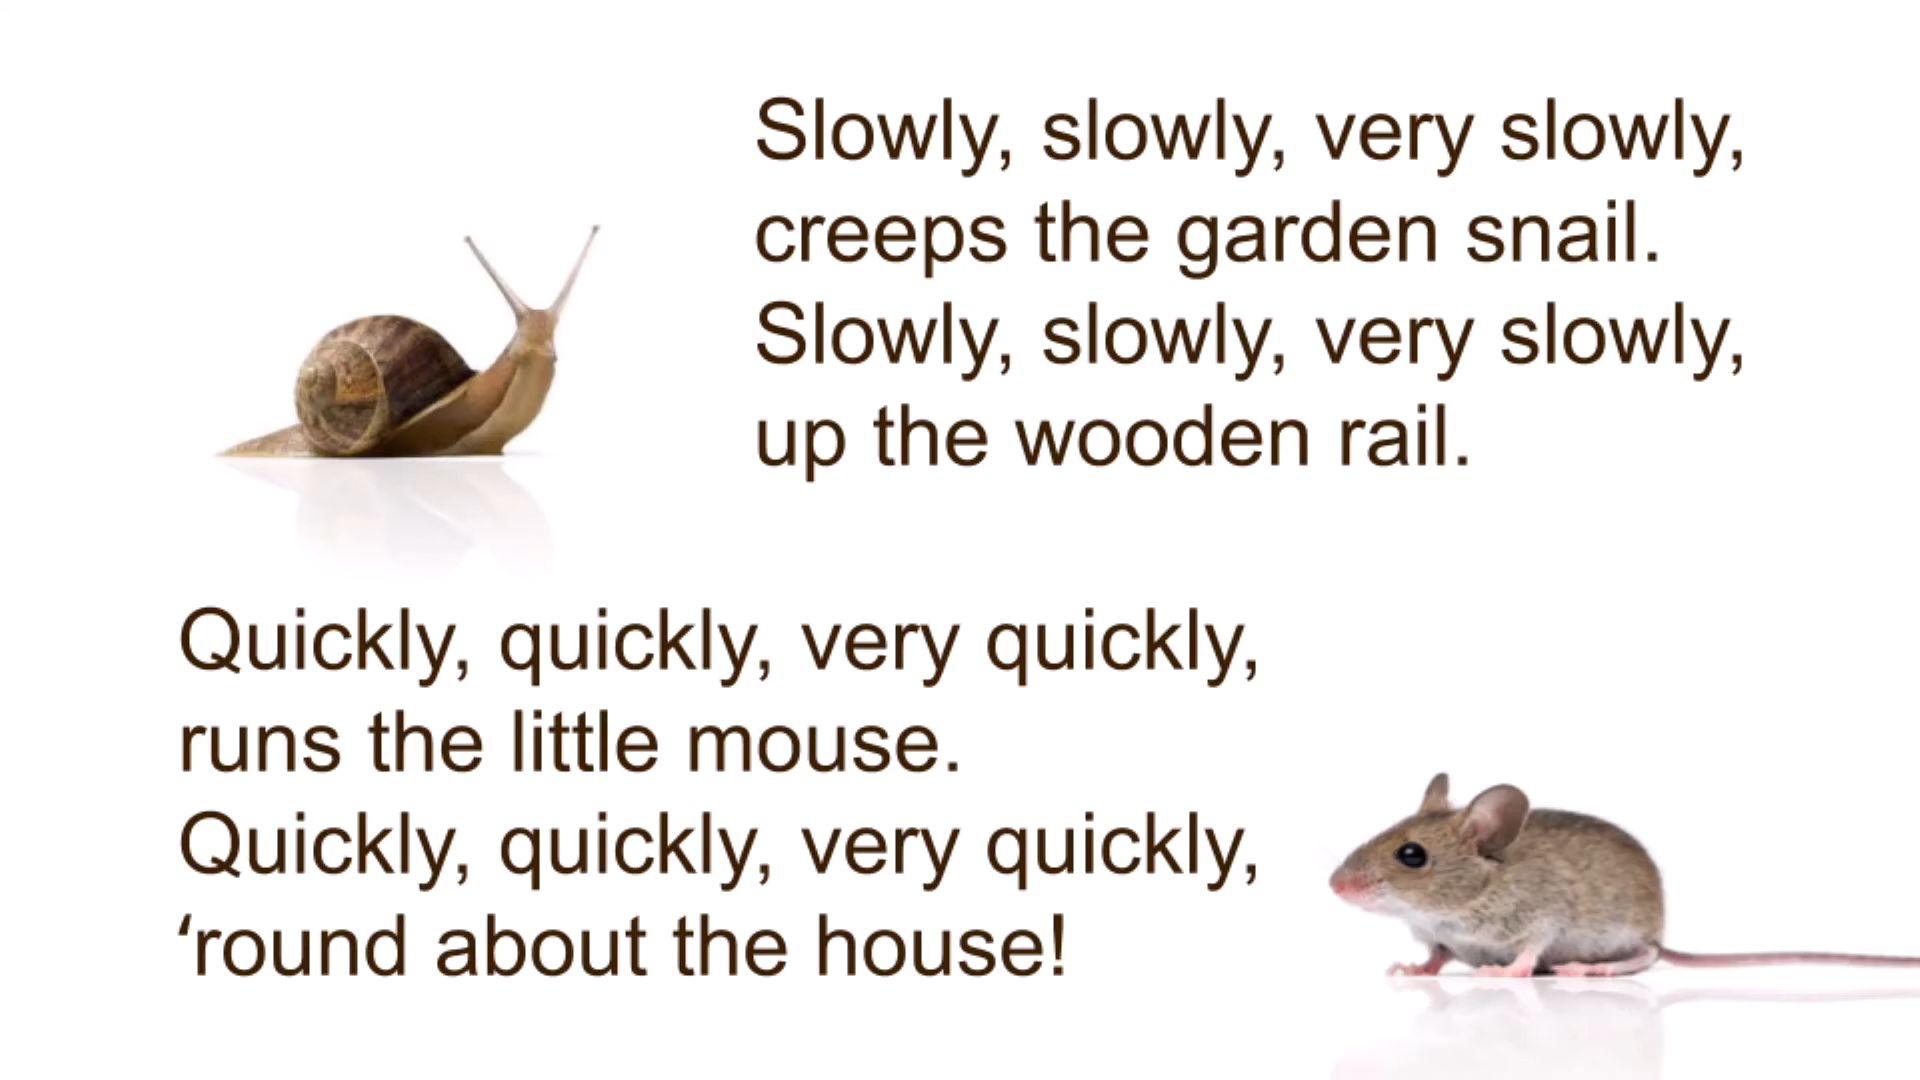 Slowly, slowly, very slowly,
creeps the garden snail.
Slowly, slowly, very slowly,
up the wooden rail.
Quickly, quickly, very quickly,
runs the little mouse.
Quickly, quickly, very quickly,
‘round about the house!